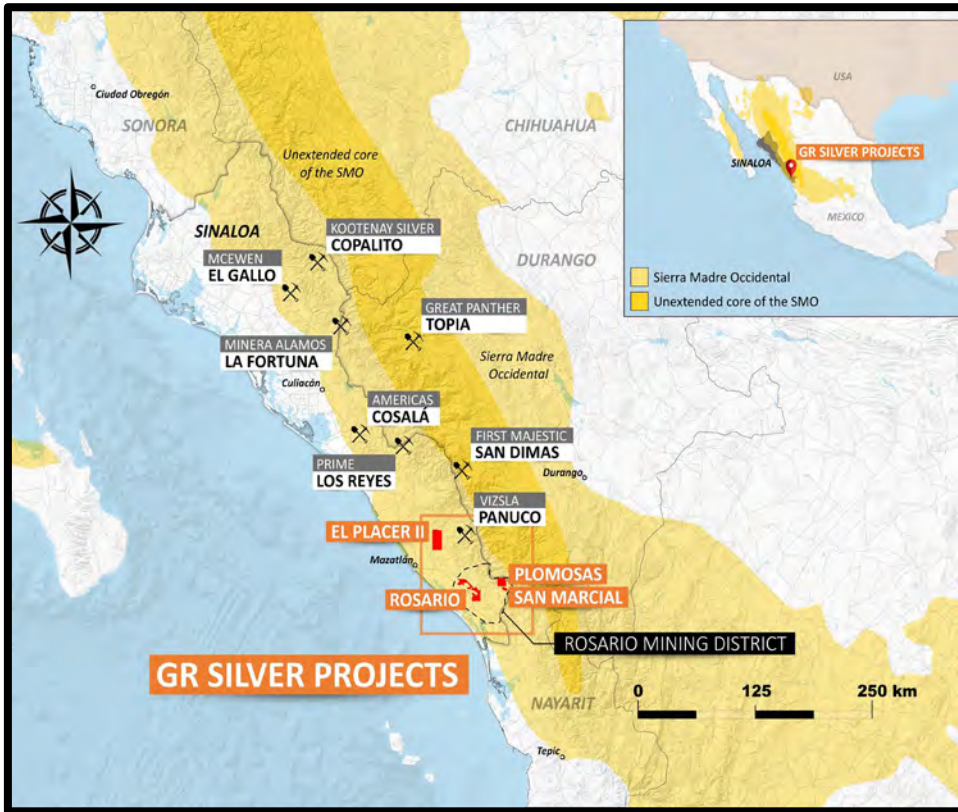 Ciudad Obregón
SONORA
CHIHUAHUA
Unextended core
of the SMO
SINALOA
KOOTENAY SILVER
COPALITO
MCEWEN
EL GALLO
DURANGO
GREAT PANTHER
TOPIA
MINERA ALAMOS
LA FORTUNA
Sierra Madre
Occidental
Culiacán
AMERICAS
COSALÁ
FIRST MAJESTIC
SAN DIMAS
PRIME
LOS REYES
Durango
VIZSLA
PANUCO
EL PLACER II
Mazatlán
PLOMOSAS
SAN MARCIAL
ROSARIO
ROSARIO MINING DISTRICT
GR SILVER PROJECTS
NAYARIT
0 125 250 km
Tepic
USA
GR SILVER PROJECTS
SINALOA
MEXICO
Sierra Madre Occidental
Unextended core of the SMO